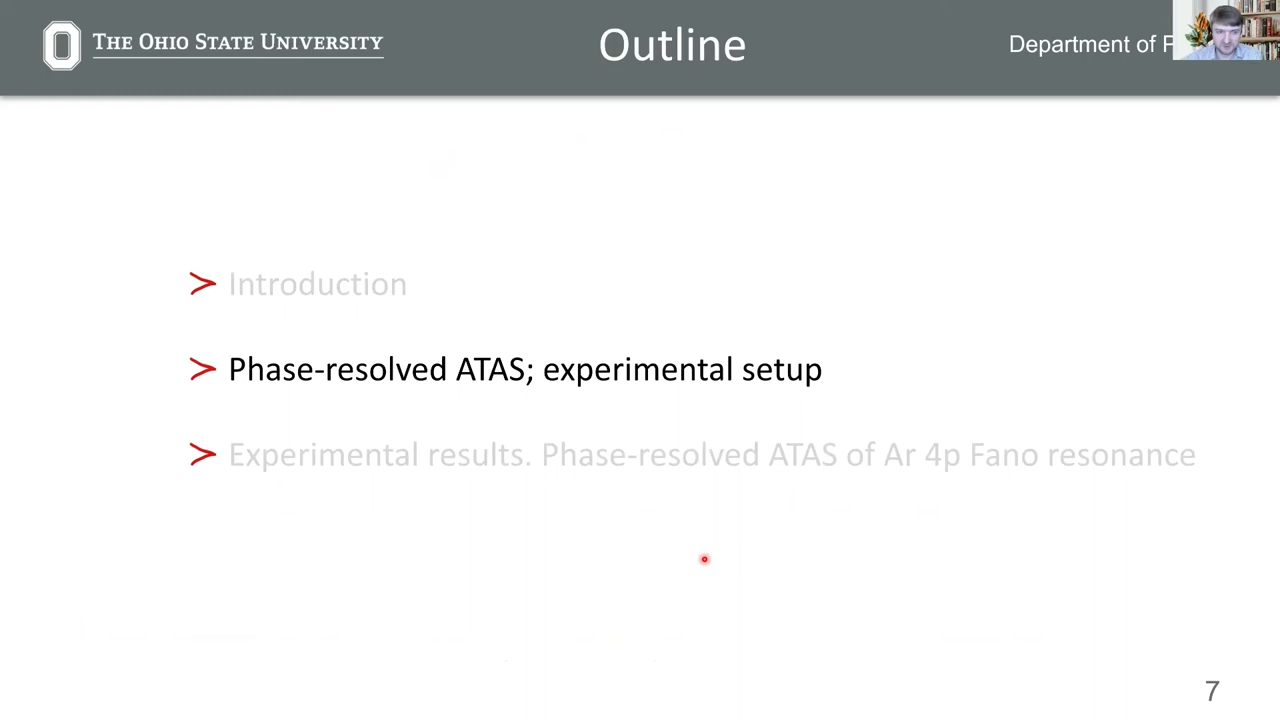 THE OHIO STATE UNIVERSITY
Outline
Department of
Introduction
Phase-resolved ATAS; experimental setup
Experimental results. Phase-resolved ATAS of Ar 4p Fano resonance
7